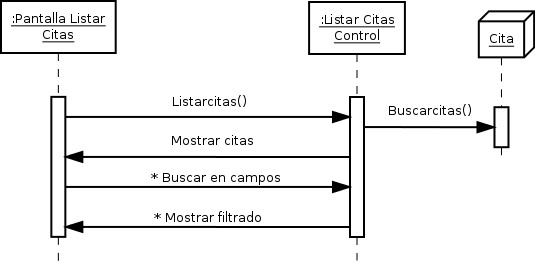 :Pantalla Listar
Citas
:Listar Citas
Control
Cita
Listarcitas()
Buscarcitas()
Mostrar citas
* Buscar en campos
* Mostrar filtrado